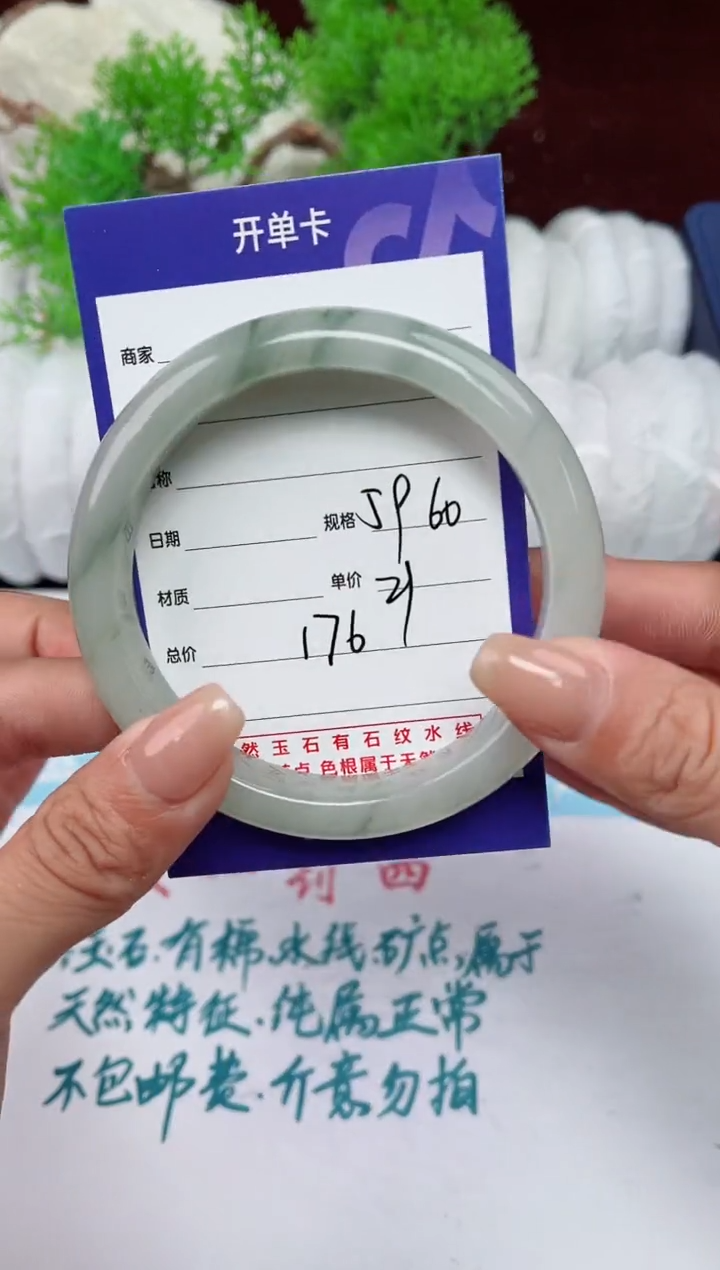 开单卡
商家
称
日期 规格 59 60
材质 单价 21
总价 176
然玉石有石纹水线
点 色根属于天然
一刊四
玉石.有棉.水线.矿点,属于
天然特征.纯属正常
不包邮费.介意勿拍